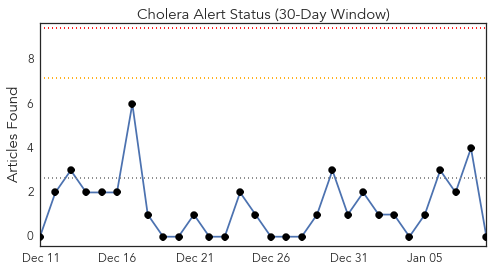 Cholera Alert Status (30-Day Window)
Articles Found
8
6
4
2
0
Dec 11 Dec 16 Dec 21 Dec 26 Dec 31 Jan 05